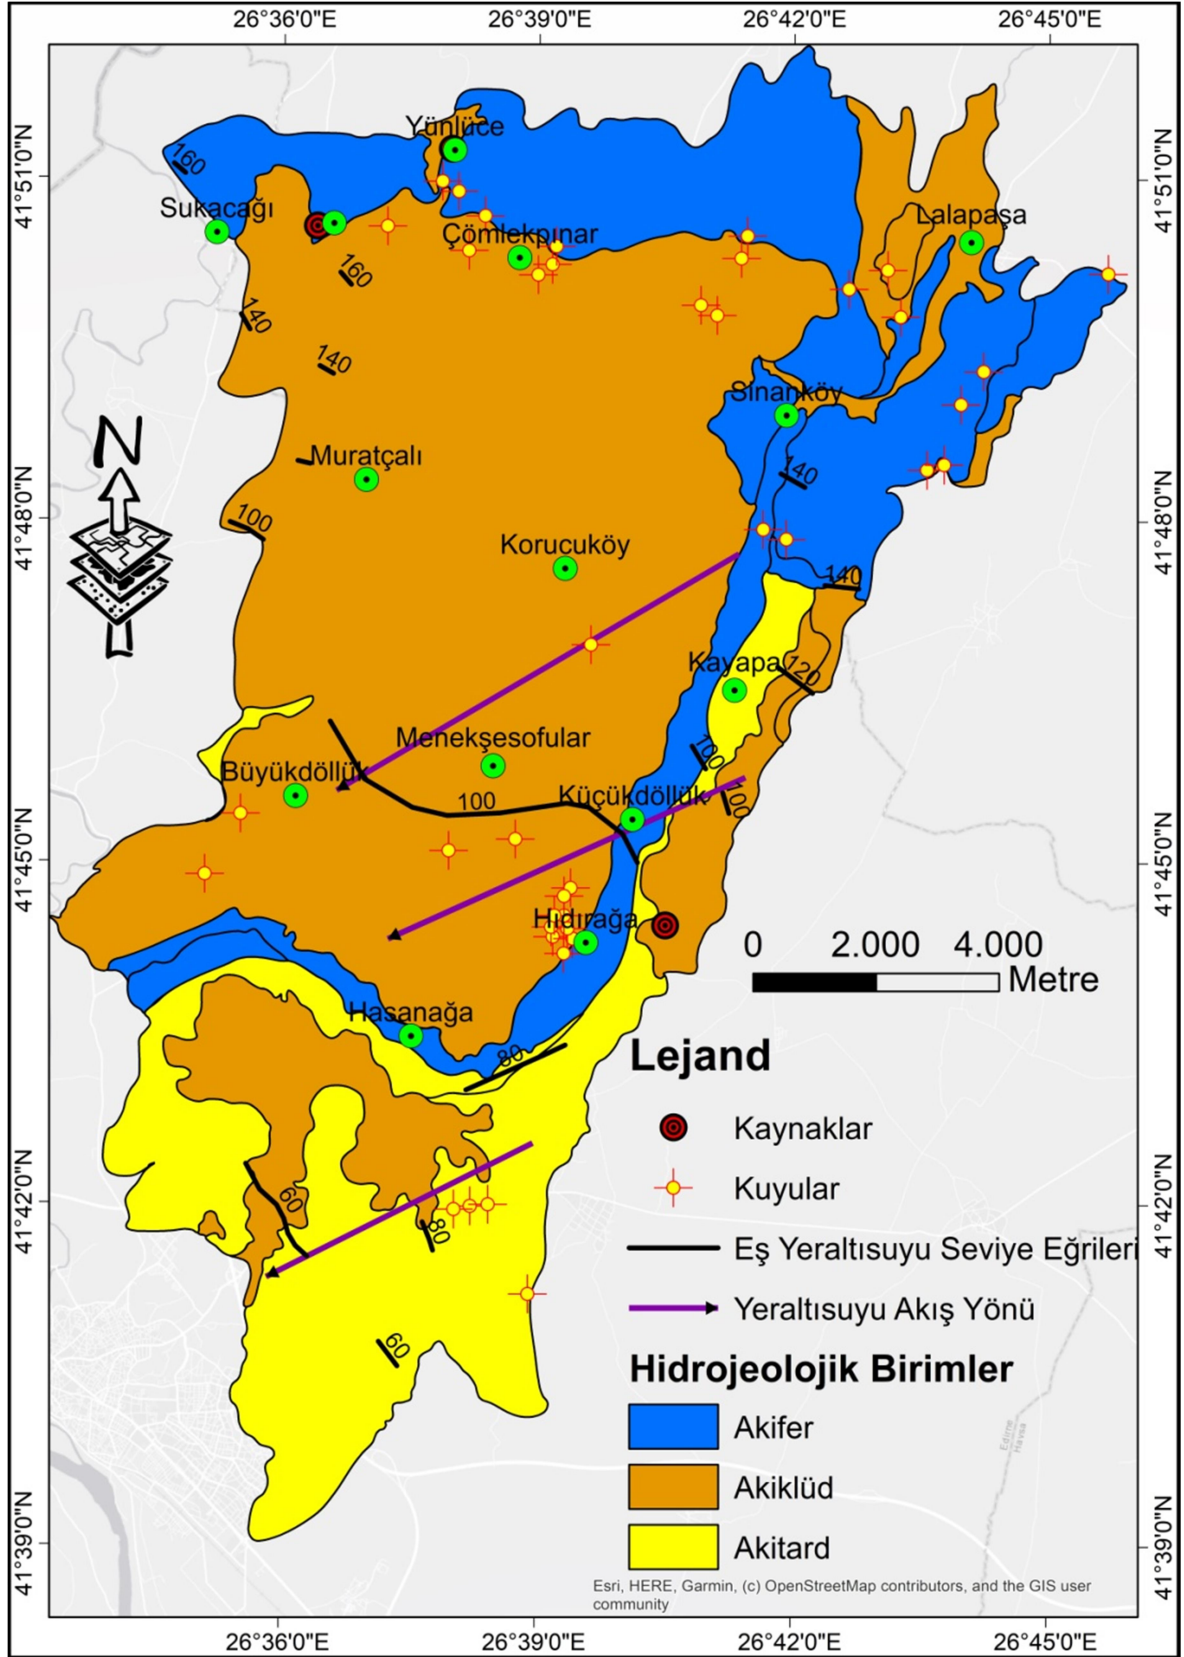 26°36'0"E 26°39'0"E 26°42'0"E 26°45'0"E
41°51'0"N
41°51'0"N
Yünlüce
160
Sukacağı
Lalapaşa
Çömlekpınar
160
140
140
Sinanköy
N
Muratçalı
140
41°48'0"N
41°48'0"N
100
Korucuköy
140
Kayapa
120
Menekşesofular
100
Büyükdöllük
100
Küçükdöllük
100
41°45'0"N
41°45'0"N
Hıdırağa
0 2.000 4.000
Metre
Hasanağa
80
Lejand
Kaynaklar
Kuyular
60
80
41°42'0"N
41°42'0"N
Eş Yeraltısuyu Seviye Eğrileri
Yeraltısuyu Akış Yönü
60
Hidrojeolojik Birimler
Akifer
Edirne
Havsa
Akiklüd
Akitard
41°39'0"N
41°39'0"N
Esri, HERE, Garmin, (c) OpenStreetMap contributors, and the GIS user
community
26°36'0"E 26°39'0"E 26°42'0"E 26°45'0"E